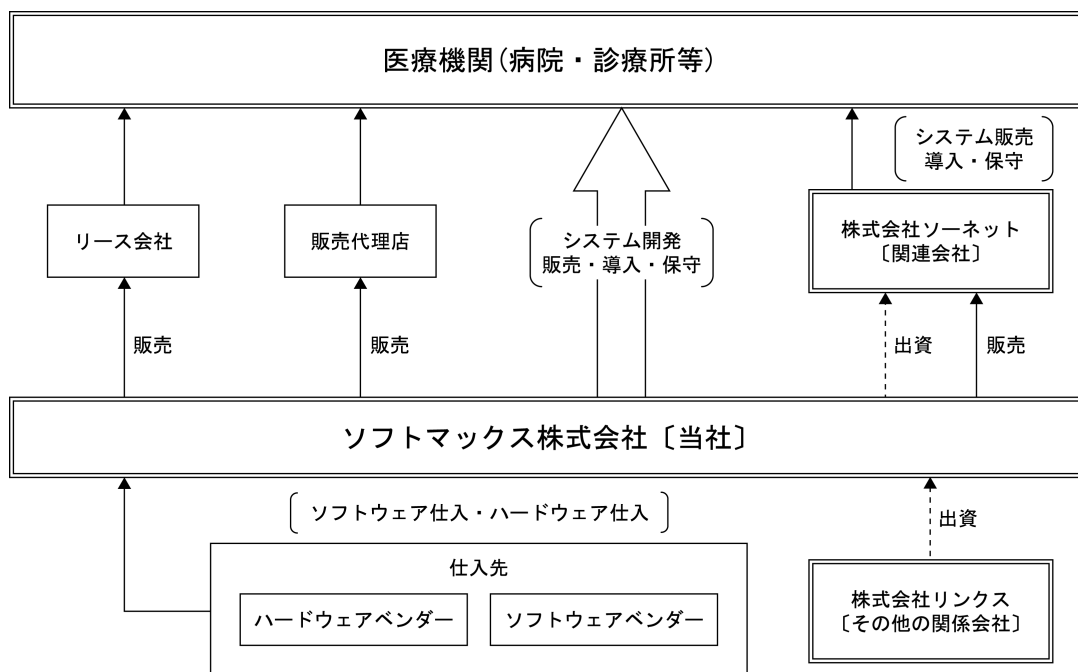 医療機関(病院・診療所等)
システム販売
導入・保守
リース会社
販売代理店
システム開発
販売・導入・保守
株式会社ソーネット
〔関連会社〕
販売
販売
出資
販売
ソフトマックス株式会社〔当社〕
ソフトウェア仕入・ハードウェア仕入
出資
仕入先
ハードウェアベンダー
ソフトウェアベンダー
株式会社リンクス
〔その他の関係会社〕